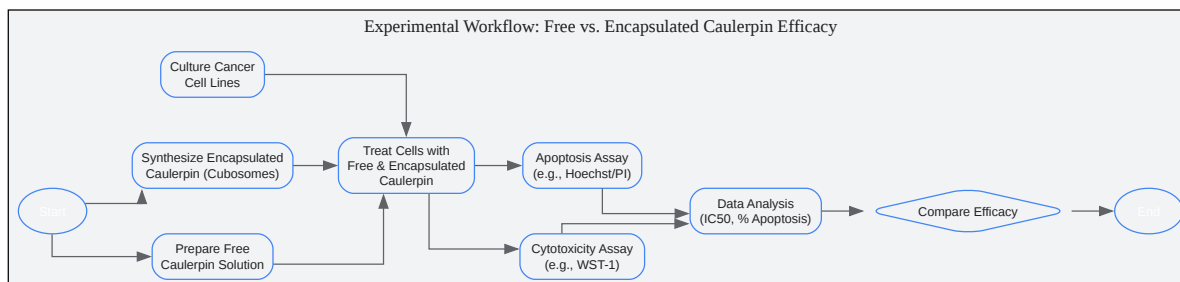 Experimental Workflow: Free vs. Encapsulated Caulerpin Efficacy
Culture Cancer
Cell Lines
Synthesize Encapsulated
Caulerpin (Cubosomes)
Treat Cells with
Free & Encapsulated
Caulerpin
Apoptosis Assay
(e.g., Hoechst/PI)
Start
Data Analysis
(IC50, % Apoptosis)
Compare Efficacy
End
Prepare Free
Caulerpin Solution
Cytotoxicity Assay
(e.g., WST-1)